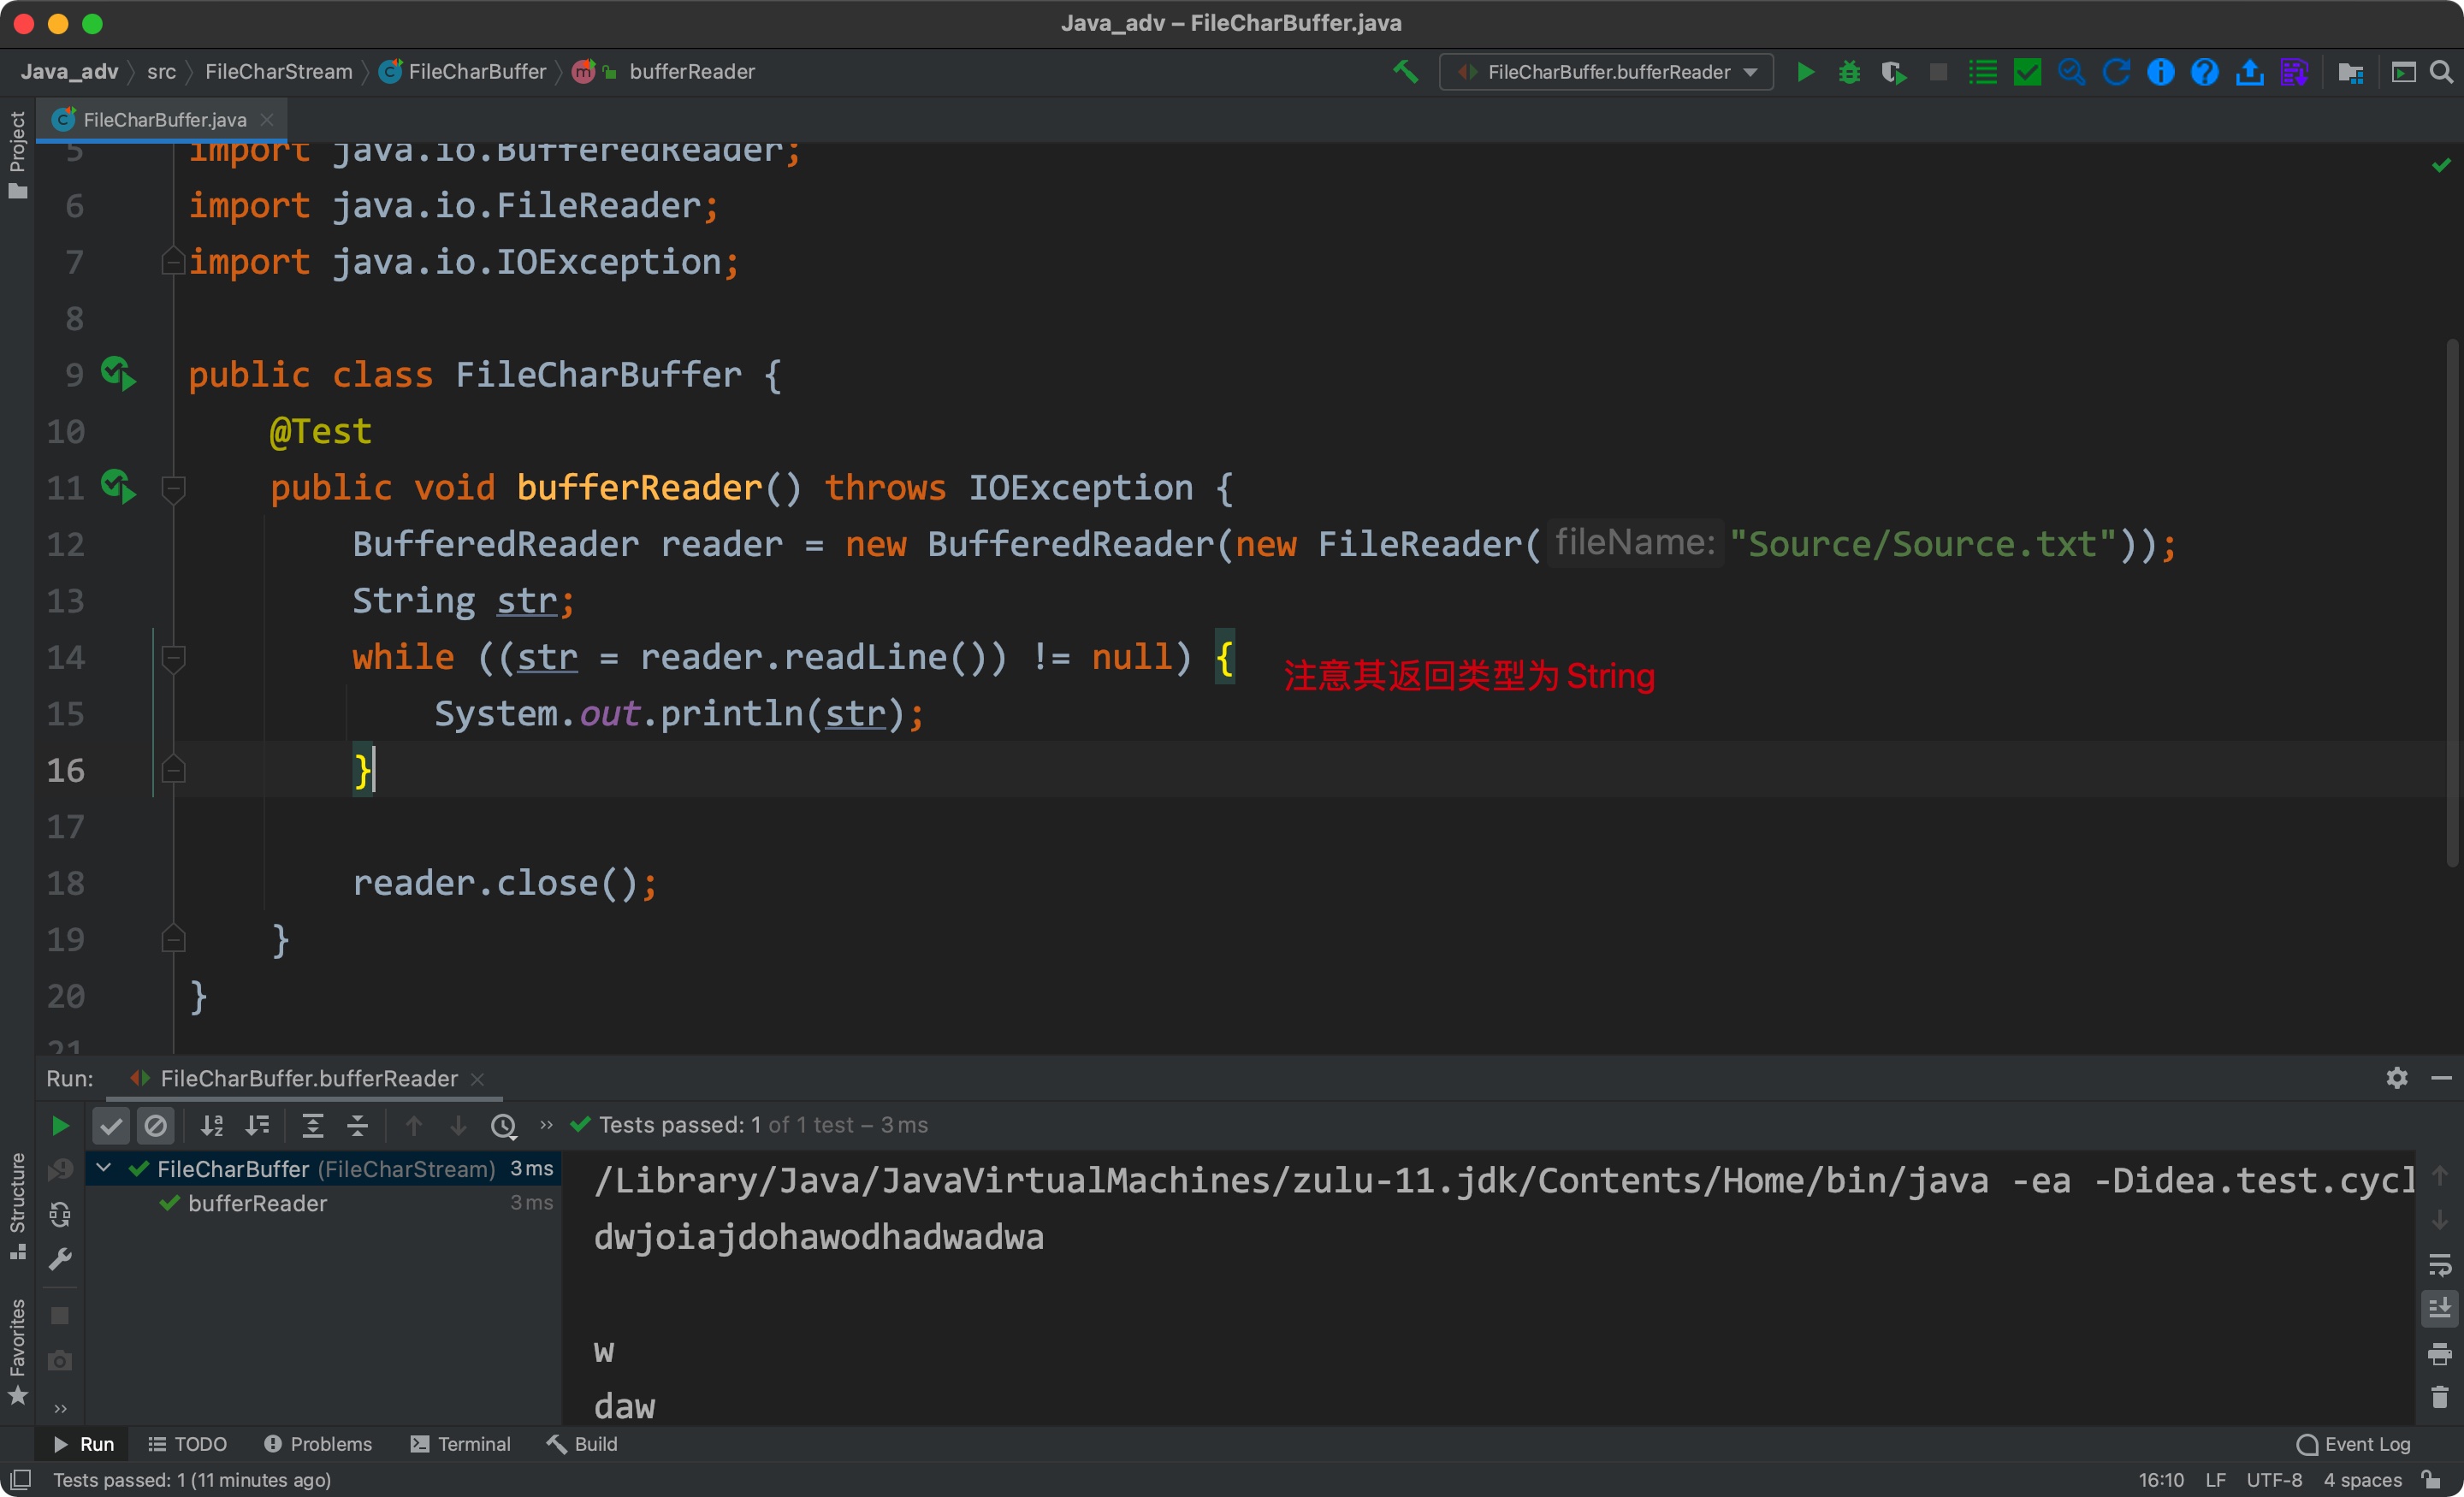 Java_adv – FileCharBuffer.java
Java_adv src FileCharStream FileCharBuffer bufferReader
FileCharBuffer.bufferReader
Project
FileCharBuffer.java
5 import java.io.BufferedReader;
6 import java.io.FileReader;
7 import java.io.IOException;
8
9 public class FileCharBuffer {
10 @Test
11 public void bufferReader() throws IOException {
12 BufferedReader reader = new BufferedReader(new FileReader( fileName: "Source/Source.txt"));
13 String str;
14 while ((str = reader.readLine()) != null) {
注意其返回类型为 String
15 System.out.println(str);
16 }
17
18 reader.close();
19 }
20 }
21
Run: FileCharBuffer.bufferReader
Tests passed: 1 of 1 test – 3 ms
FileCharBuffer (FileCharStream) 3 ms
bufferReader 3 ms
/Library/Java/JavaVirtualMachines/zulu-11.jdk/Contents/Home/bin/java -ea -Didea.test.cycl
dwjoiajdohawodhadwadwa
w
daw
Structure
Favorites
Run TODO Problems Terminal Build Event Log
Tests passed: 1 (11 minutes ago) 16:10 LF UTF-8 4 spaces